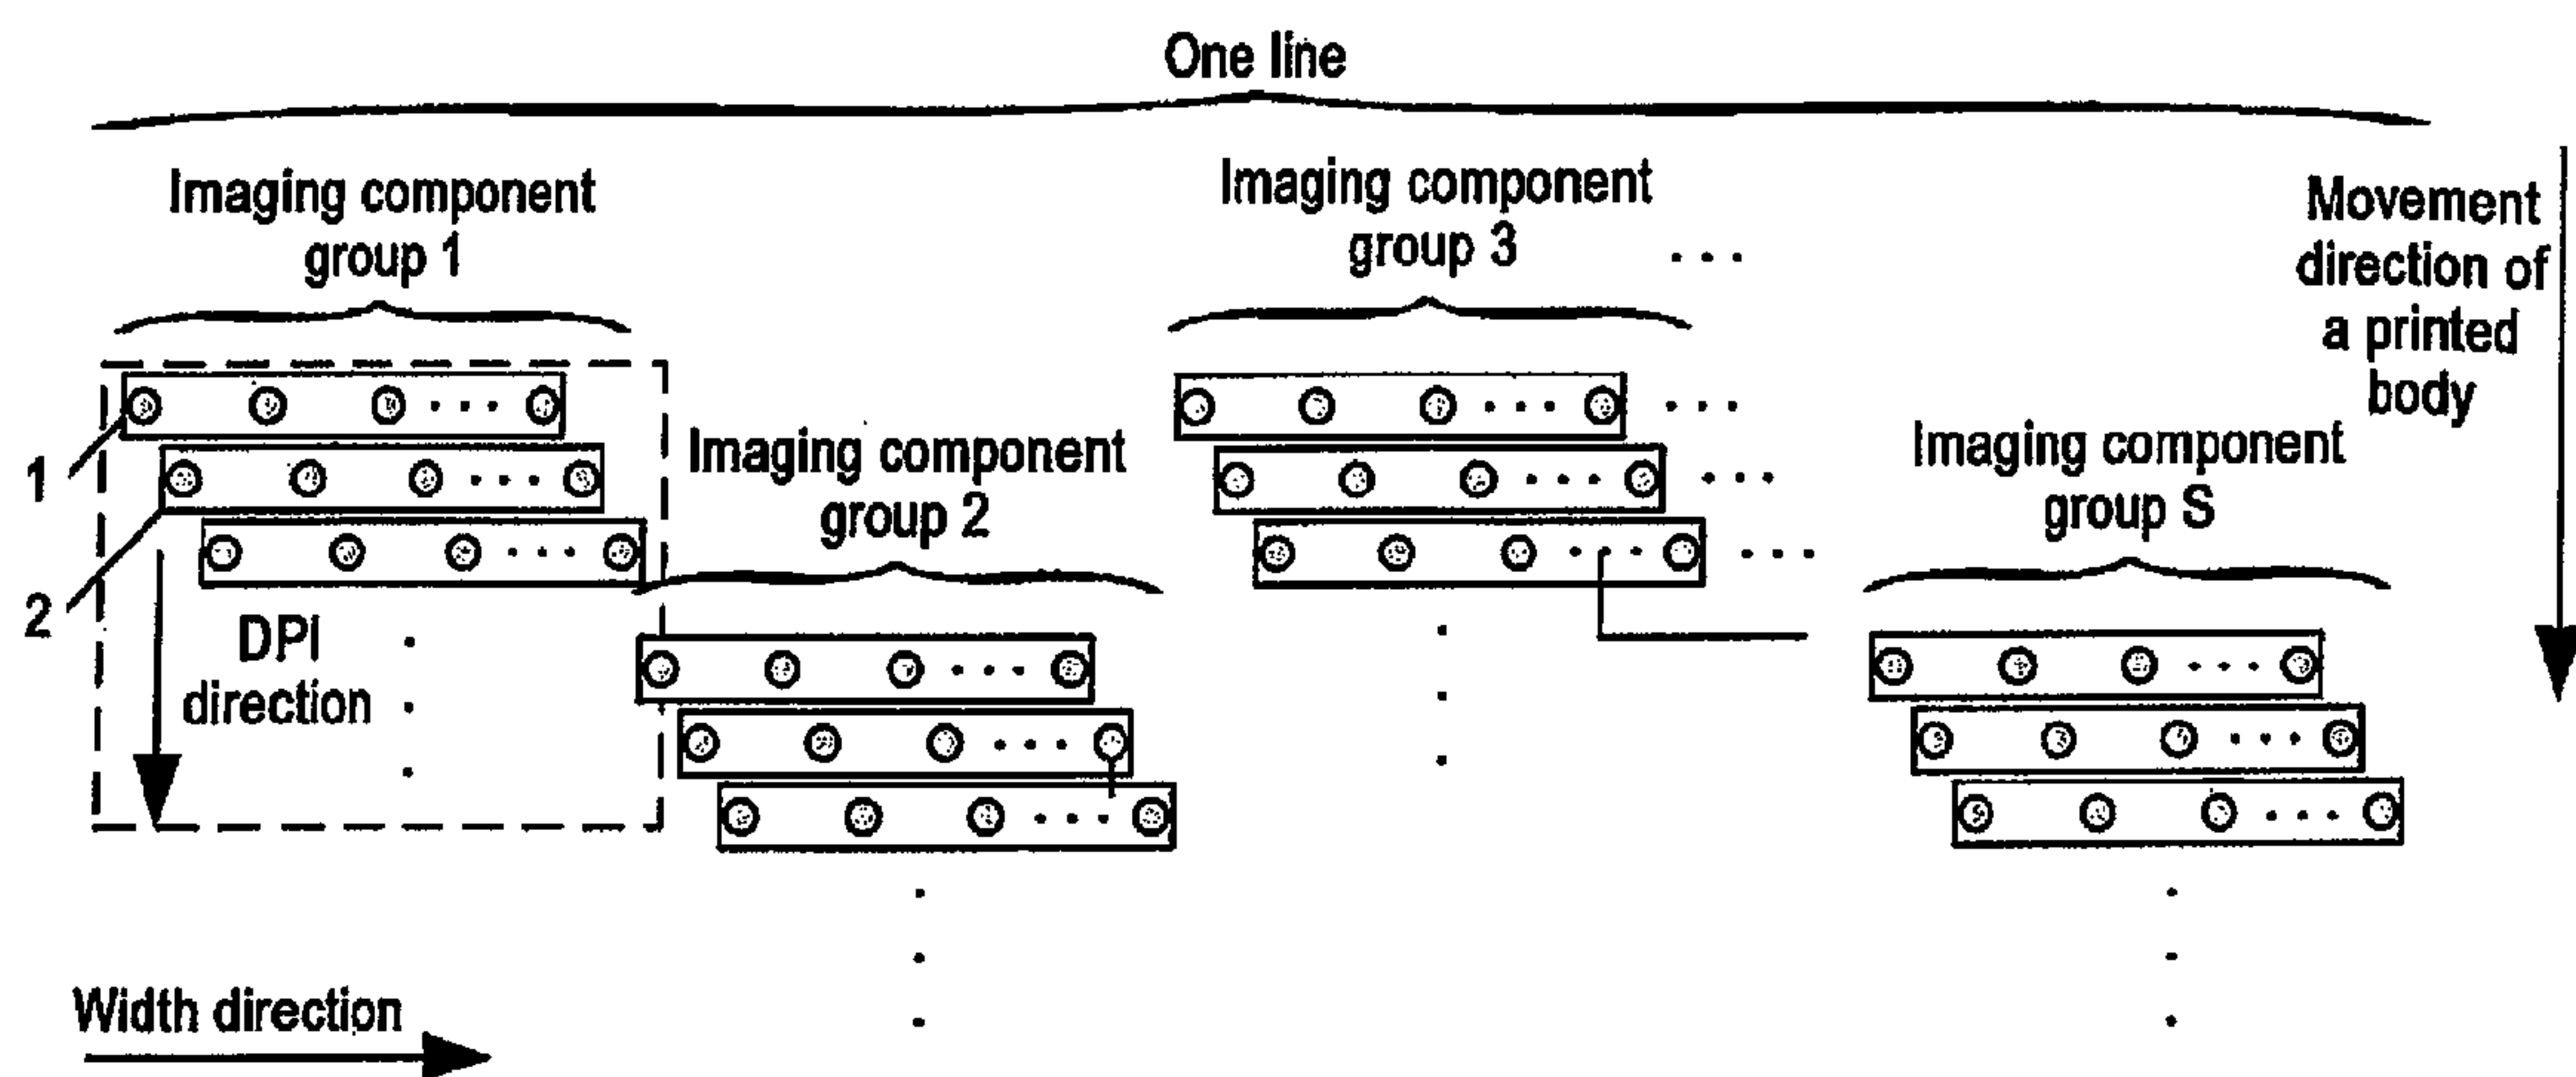 One line
Imaging component
group 1
Imaging component
group 3
. . .
Movement
direction of
a printed
body
Imaging component
group 2
Imaging component
group S
1
2
DPI
direction
Width direction